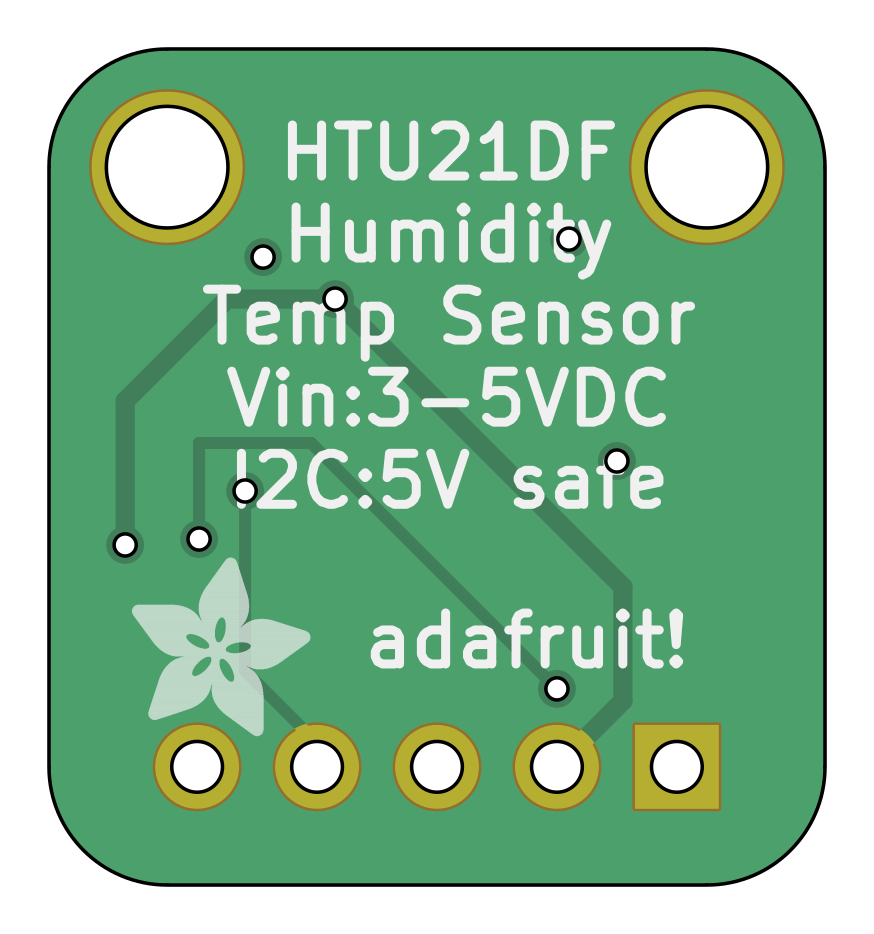 HTU21DF
Humidity
Temp Sensor
Vin:3-5VDC
I2C:5V safe
adafruit!